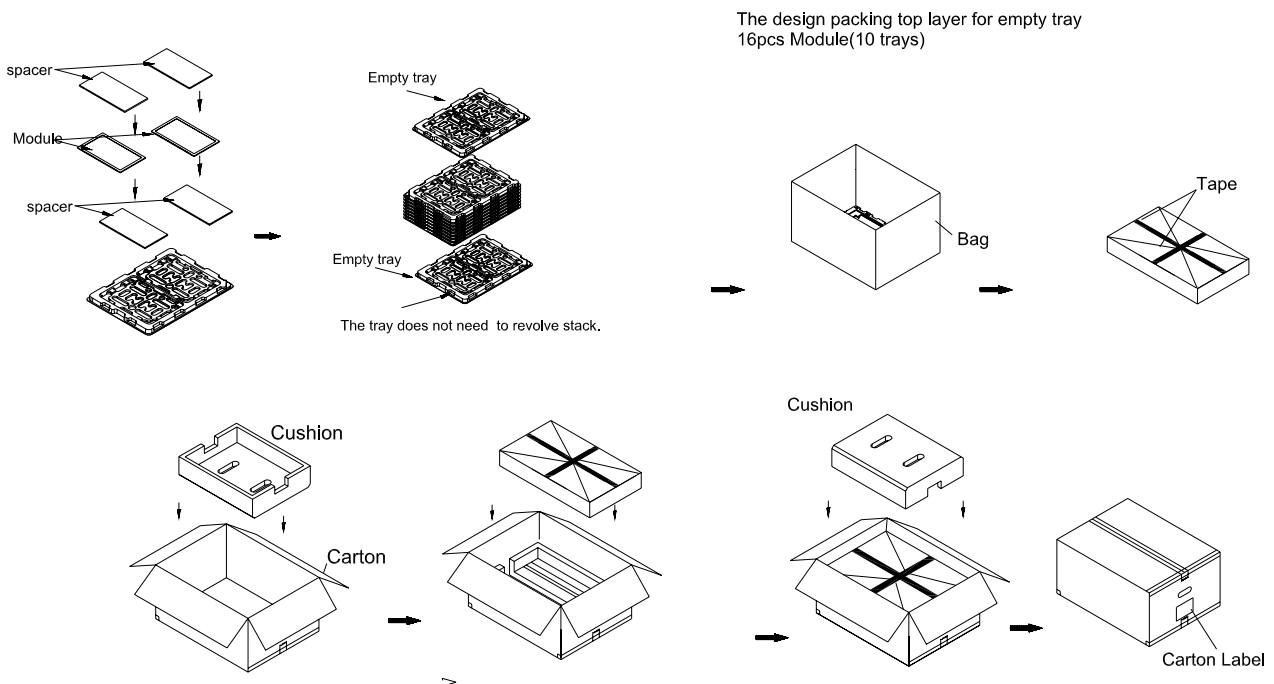 The design packing top layer for empty tray
16pcs Module(10 trays)
spacer
Module
spacer
Empty tray
Empty tray
The tray does not need to revolve stack.
Bag
Tape
Cushion
Carton
Cushion
Carton Label